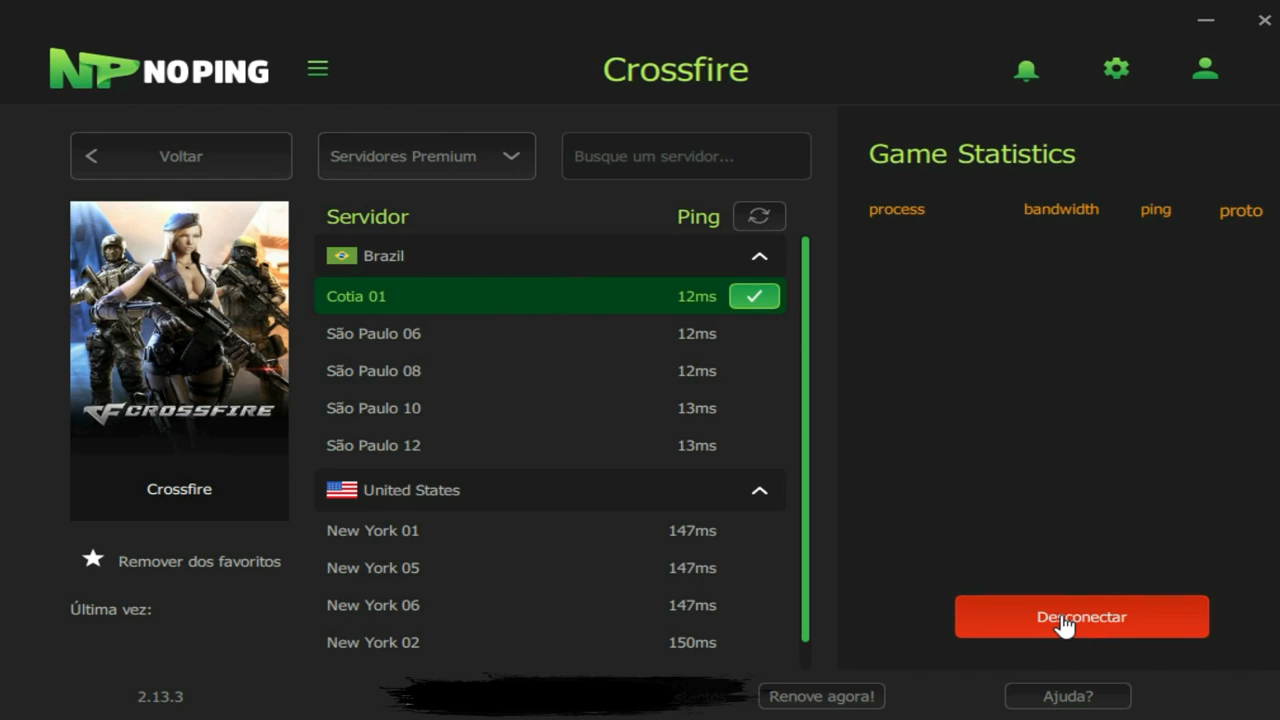 NP NOPING
Crossfire
Voltar
Servidores Premium
Busque um servidor...
Game Statistics
process bandwidth ping proto
Servidor Ping
Brazil
Cotia 01 12ms
São Paulo 06 12ms
São Paulo 08 12ms
São Paulo 10 13ms
São Paulo 12 13ms
United States
New York 01 147ms
New York 05 147ms
New York 06 147ms
New York 02 150ms
CF CROSSFIRE
Crossfire
Remover dos favoritos
Última vez:
Desconectar
2.13.3
Renove agora!
Ajuda?